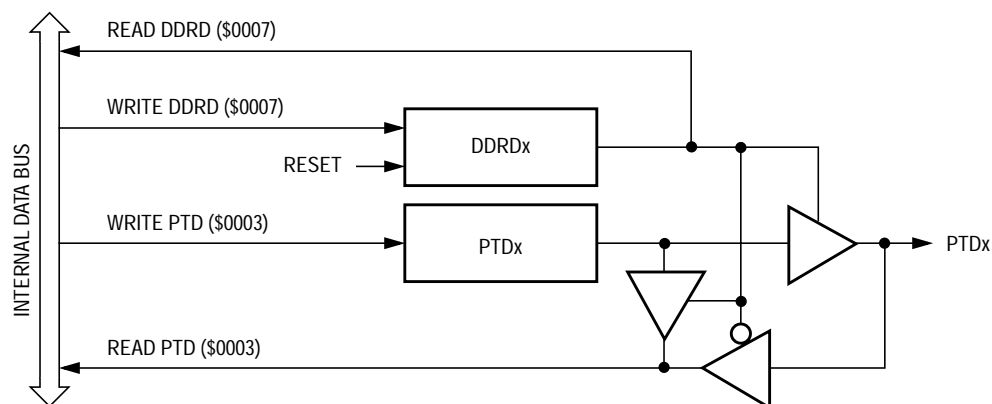 READ DDRD ($0007)
WRITE DDRD ($0007)
DDRDx
RESET
INTERNAL DATA BUS
WRITE PTD ($0003)
PTDx
PTDx
READ PTD ($0003)